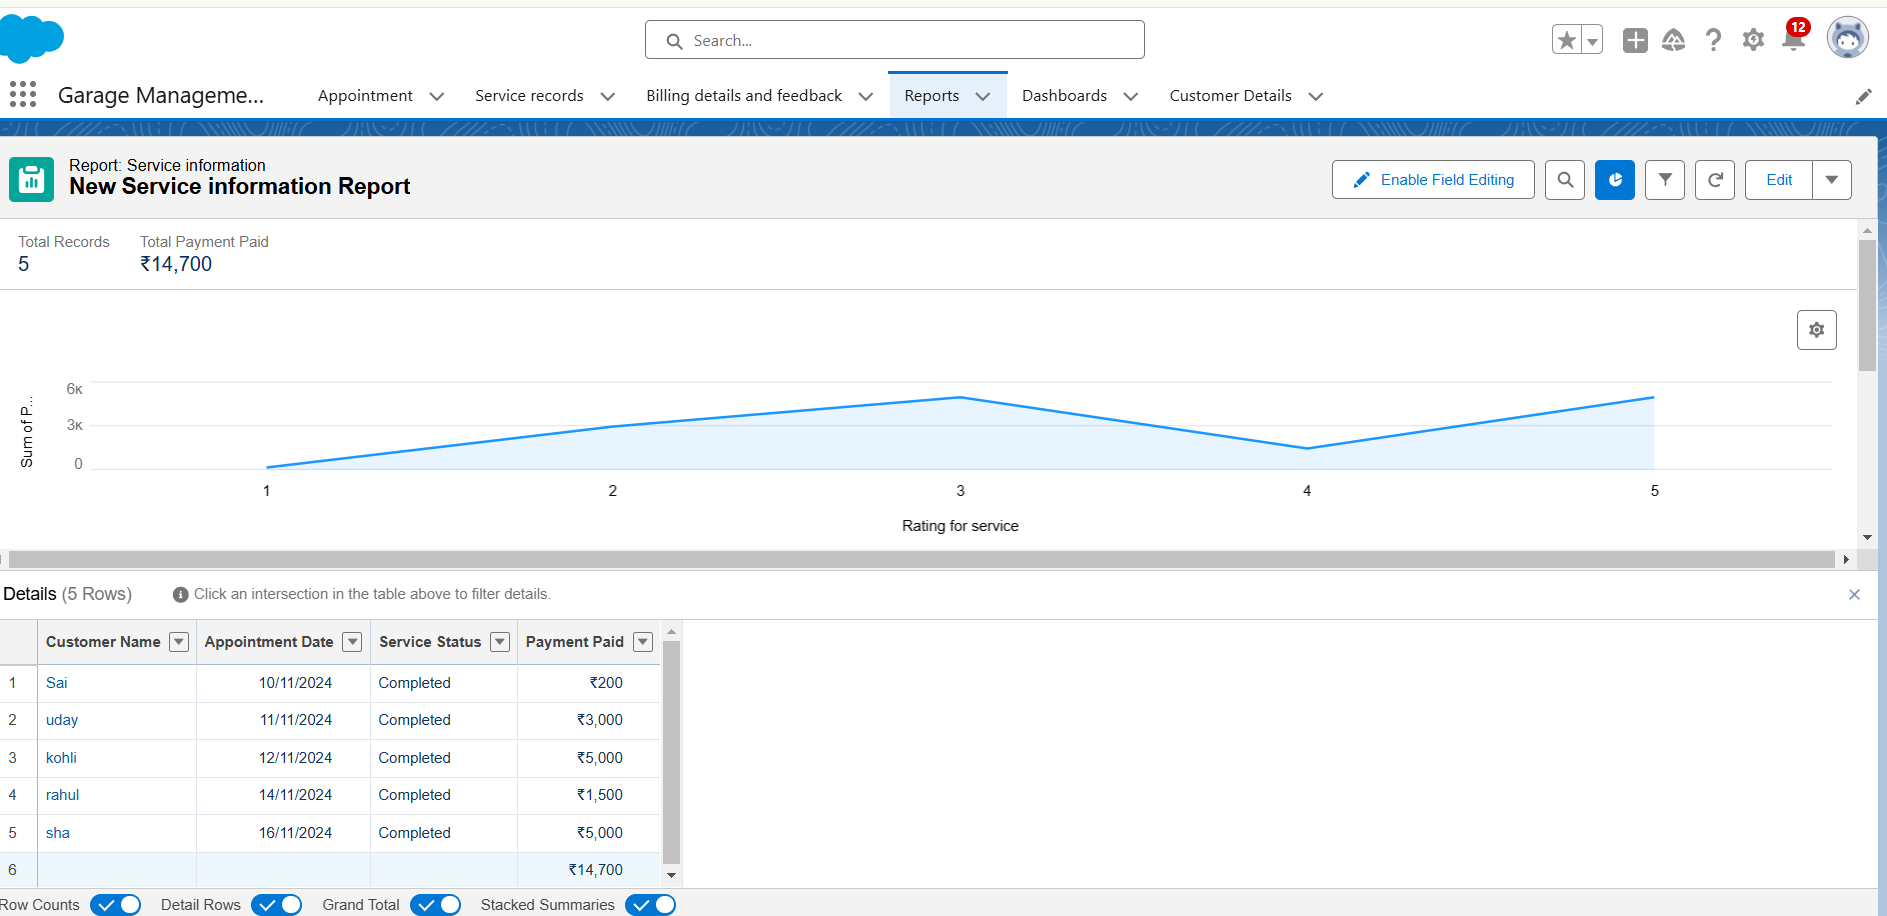 Search...
12
Garage Manageme...
Appointment
Service records
Billing details and feedback
Reports
Dashboards
Customer Details
Report: Service information
New Service information Report
Enable Field Editing
Edit
Total Records
5
Total Payment Paid
₹14,700
Sum of P...
6K
3K
0
1 2 3 4 5
Rating for service
Details (5 Rows)
Click an intersection in the table above to filter details.
Customer Name Appointment Date Service Status Payment Paid
1 Sai 10/11/2024 Completed ₹200
2 uday 11/11/2024 Completed ₹3,000
3 kohli 12/11/2024 Completed ₹5,000
4 rahul 14/11/2024 Completed ₹1,500
5 sha 16/11/2024 Completed ₹5,000
6 ₹14,700
Row Counts Detail Rows Grand Total Stacked Summaries